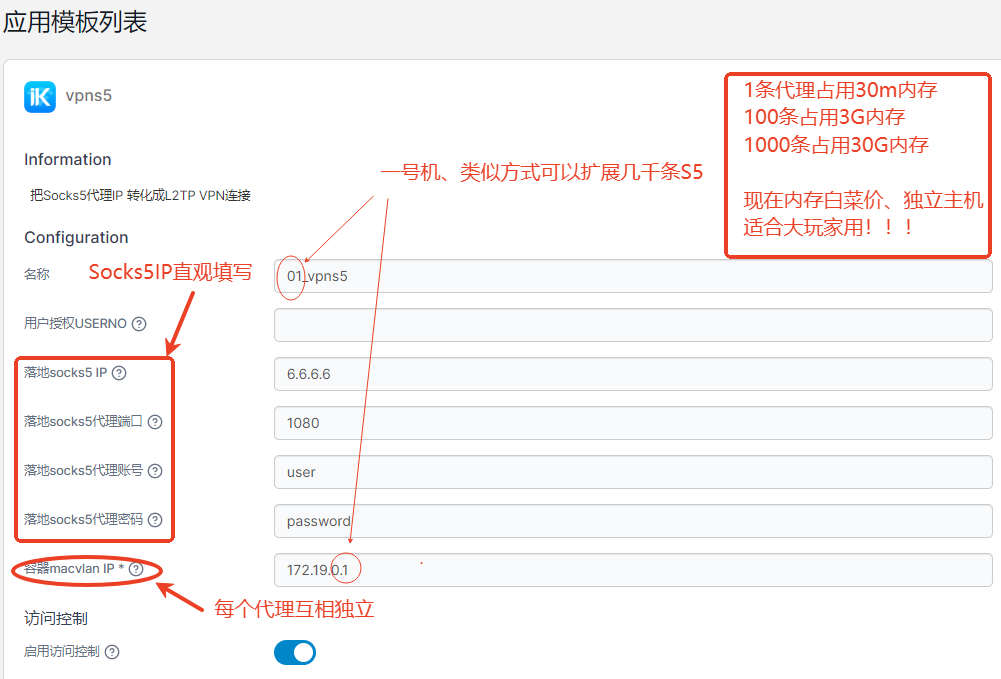 应用模板列表
iK
vpns5
1条代理占用30m内存
100条占用3G内存
1000条占用30G内存
现在内存白菜价、独立主机
适合大玩家用！！！
Information
一号机、类似方式可以扩展几千条S5
把Socks5代理IP 转化成L2TP VPN连接
Configuration
Socks5IP直观填写
名称
01_vpns5
用户授权USERNO ?
落地socks5 IP ?
6.6.6.6
落地socks5代理端口 ?
1080
落地socks5代理账号 ?
user
落地socks5代理密码 ?
password
容器macvlan IP * ?
172.19.0.1
每个代理互相独立
访问控制
启用访问控制 ?